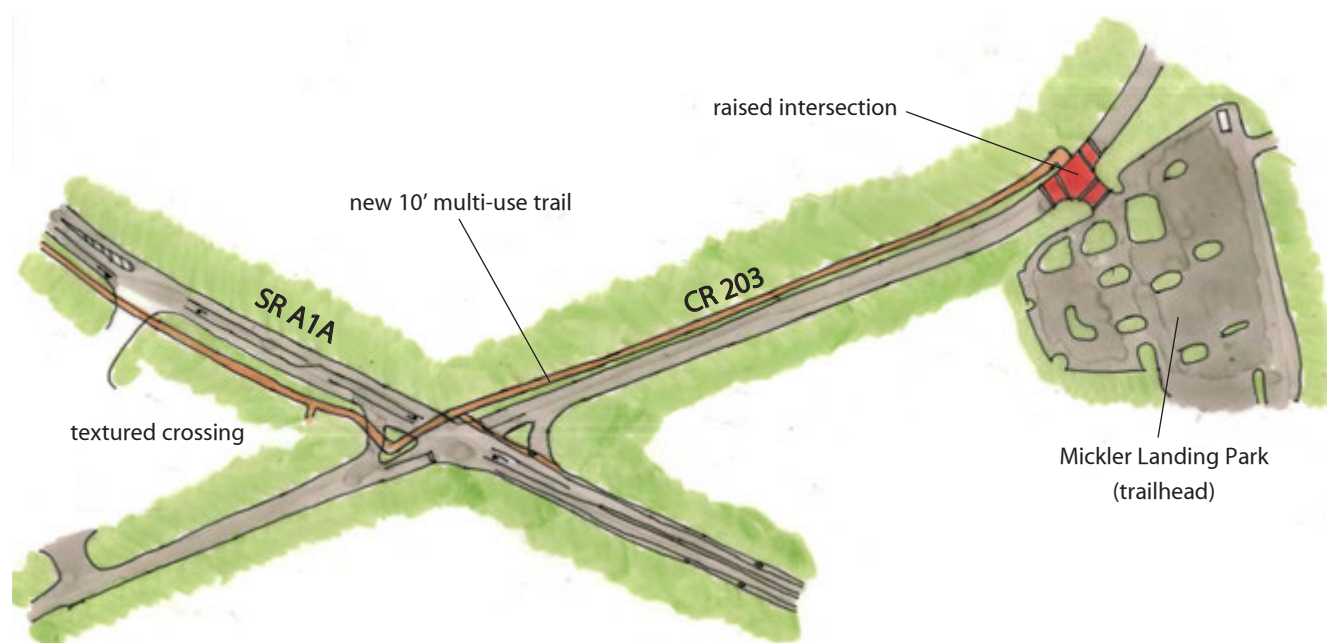 raised intersection
new 10’ multi-use trail
CR 203
SR A1A
textured crossing
Mickler Landing Park
(trailhead)